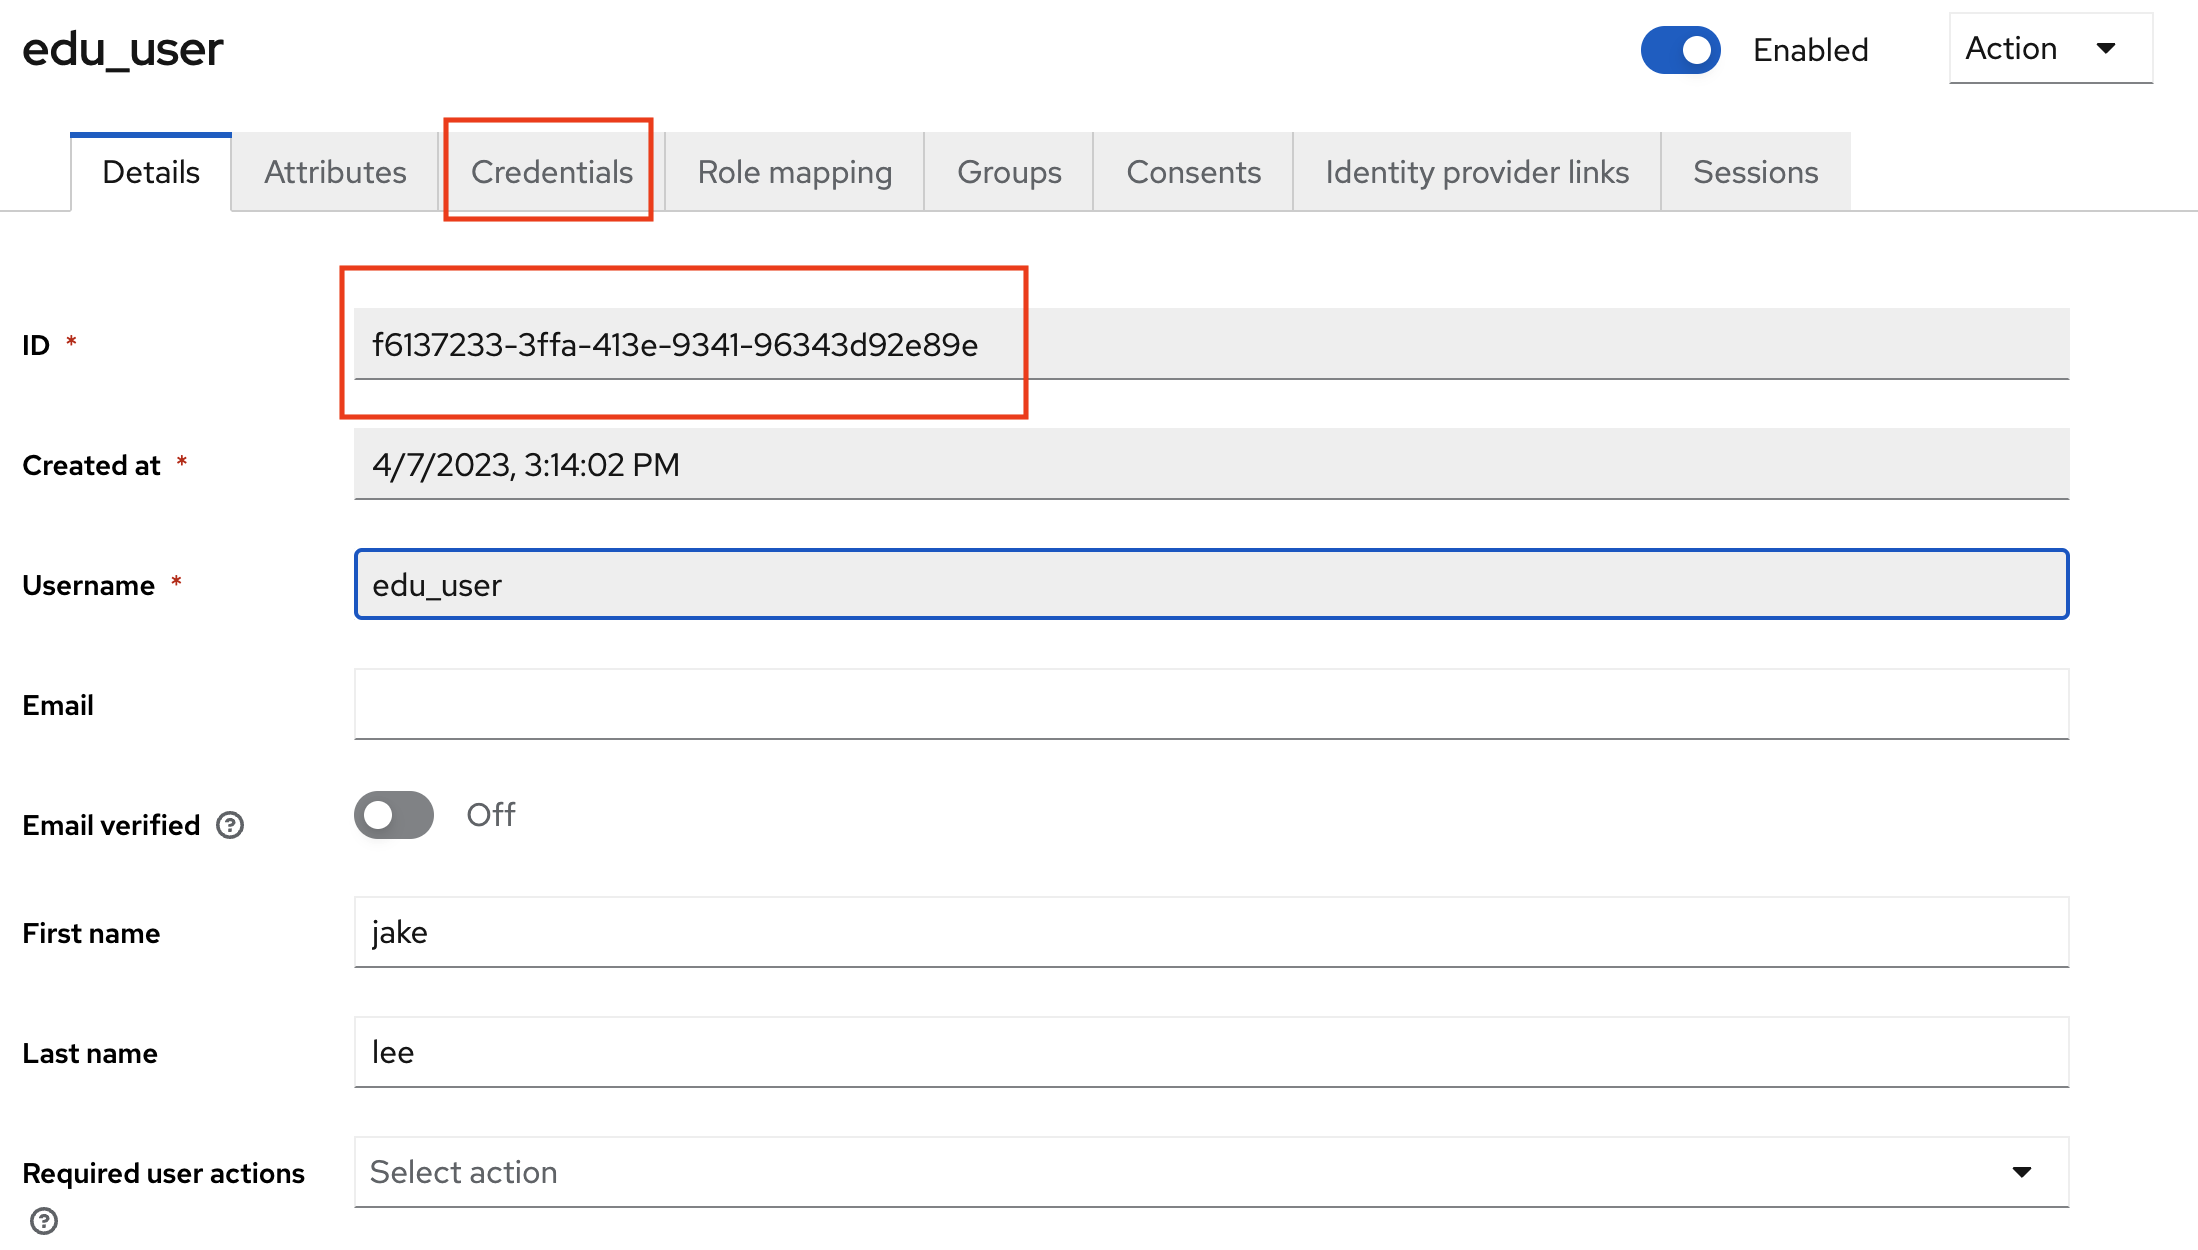 edu_user
Enabled
Action
Details Attributes Credentials Role mapping Groups Consents Identity provider links Sessions
ID * f6137233-3ffa-413e-9341-96343d92e89e
Created at * 4/7/2023, 3:14:02 PM
Username * edu_user
Email
Email verified ? Off
First name jake
Last name lee
Required user actions Select action
?